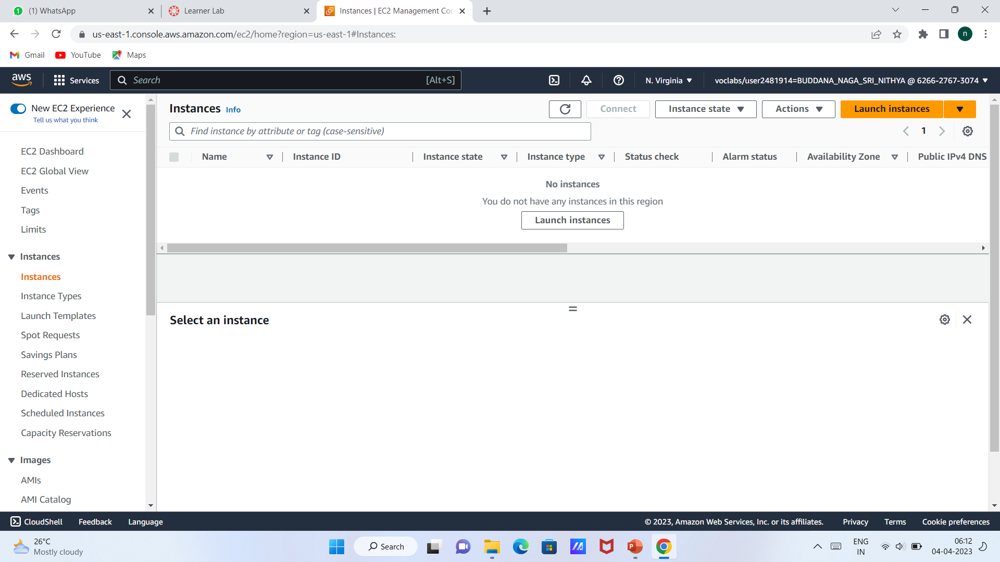 (1) WhatsApp
Learner Lab
Instances | EC2 Management Cor
us-east-1.console.aws.amazon.com/ec2/home?region=us-east-1#Instances:
n
Gmail
YouTube
Maps
aws
Services
Search
[Alt+S]
N. Virginia
voclabs/user2481914=BUDDANA_NAGA_SRI_NITHYA @ 6266-2767-3074
New EC2 Experience
Tell us what you think
EC2 Dashboard
EC2 Global View
Events
Tags
Limits
Instances
Instances
Instance Types
Launch Templates
Spot Requests
Savings Plans
Reserved Instances
Dedicated Hosts
Scheduled Instances
Capacity Reservations
Images
AMIs
AMI Catalog
Instances Info
Connect
Instance state
Actions
Launch instances
Find instance by attribute or tag (case-sensitive)
1
Name
Instance ID
Instance state
Instance type
Status check
Alarm status
Availability Zone
Public IPv4 DNS
No instances
You do not have any instances in this region
Launch instances
Select an instance
CloudShell
Feedback
Language
© 2023, Amazon Web Services, Inc. or its affiliates.
Privacy
Terms
Cookie preferences
26°C
Mostly cloudy
Search
ENG
IN
06:12
04-04-2023